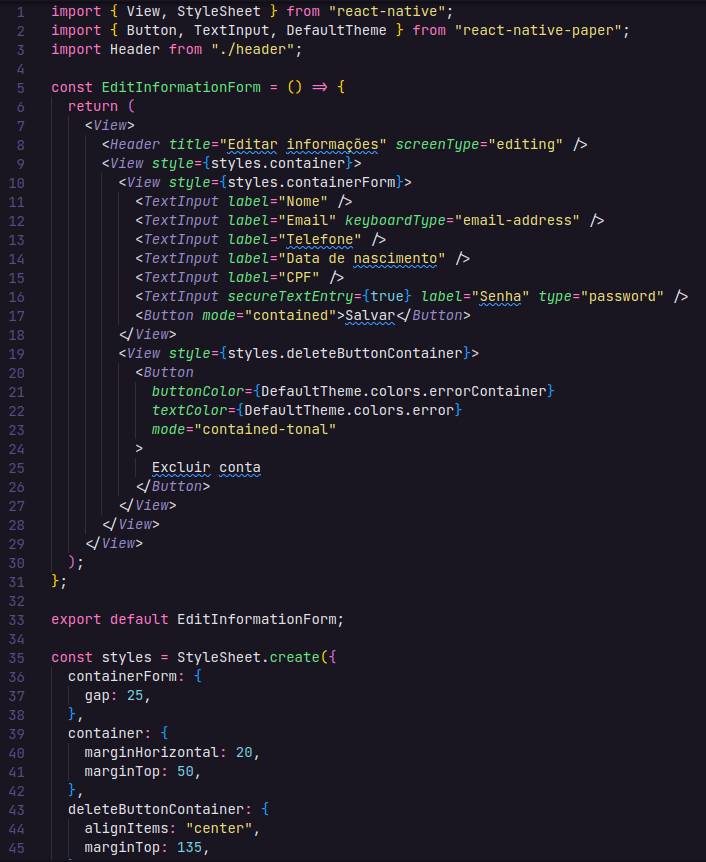 1 import { View, StyleSheet } from "react-native";
2 import { Button, TextInput, DefaultTheme } from "react-native-paper";
3 import Header from "./header";
4
5 const EditInformationForm = () => {
6   return (
7     <View>
8       <Header title="Editar informações" screenType="editing" />
9       <View style={styles.container}>
10         <View style={styles.containerForm}>
11           <TextInput label="Nome" />
12           <TextInput label="Email" keyboardType="email-address" />
13           <TextInput label="Telefone" />
14           <TextInput label="Data de nascimento" />
15           <TextInput label="CPF" />
16           <TextInput secureTextEntry={true} label="Senha" type="password" />
17           <Button mode="contained">Salvar</Button>
18         </View>
19         <View style={styles.deleteButtonContainer}>
20           <Button
21             buttonColor={DefaultTheme.colors.errorContainer}
22             textColor={DefaultTheme.colors.error}
23             mode="contained-tonal"
24           >
25             Excluir conta
26           </Button>
27         </View>
28       </View>
29     </View>
30   );
31 };
32
33 export default EditInformationForm;
34
35 const styles = StyleSheet.create({
36   containerForm: {
37     gap: 25,
38   },
39   container: {
40     marginHorizontal: 20,
41     marginTop: 50,
42   },
43   deleteButtonContainer: {
44     alignItems: "center",
45     marginTop: 135,